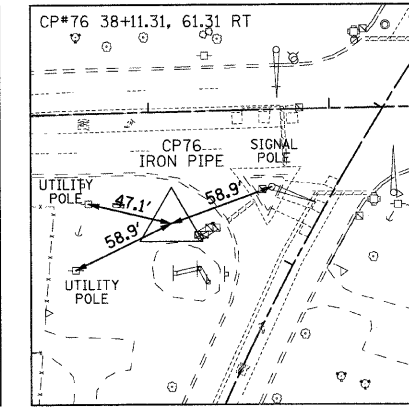 CP#76 38+11.31, 61.31 RT
CP76
IRON PIPE
SIGNAL
POLE
UTILITY
POLE
47.1'
58.9'
58.9'
UTILITY
POLE